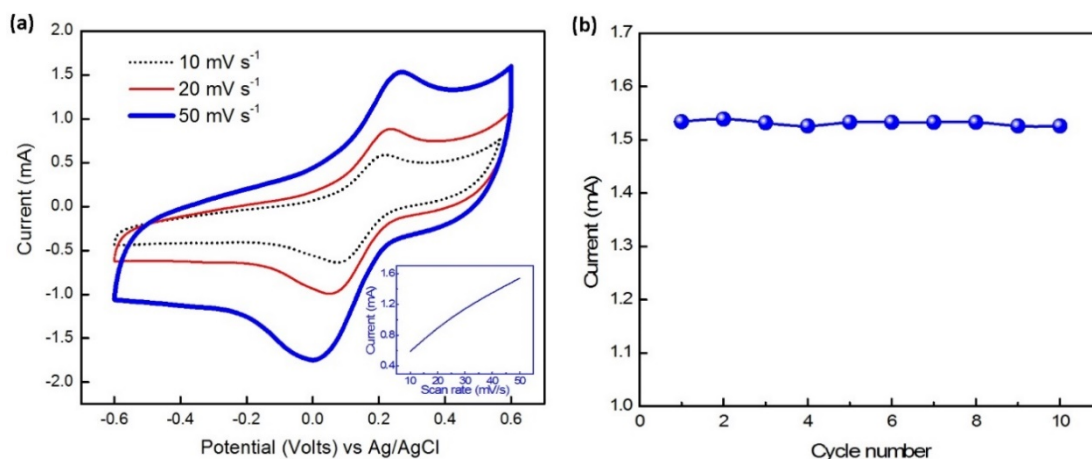 (a)
10 mV s⁻¹
20 mV s⁻¹
50 mV s⁻¹
2.0
1.5
1.0
0.5
0.0
-0.5
-1.0
-1.5
-2.0
Current (mA)
-0.6 -0.4 -0.2 0.0 0.2 0.4 0.6
Potential (Volts) vs Ag/AgCl
1.6
1.2
0.8
0.4
Current (mA)
10 20 30 40 50
Scan rate (mV/s)
(b)
1.7
1.6
1.5
1.4
1.3
1.2
1.1
1.0
Current (mA)
0 2 4 6 8 10
Cycle number